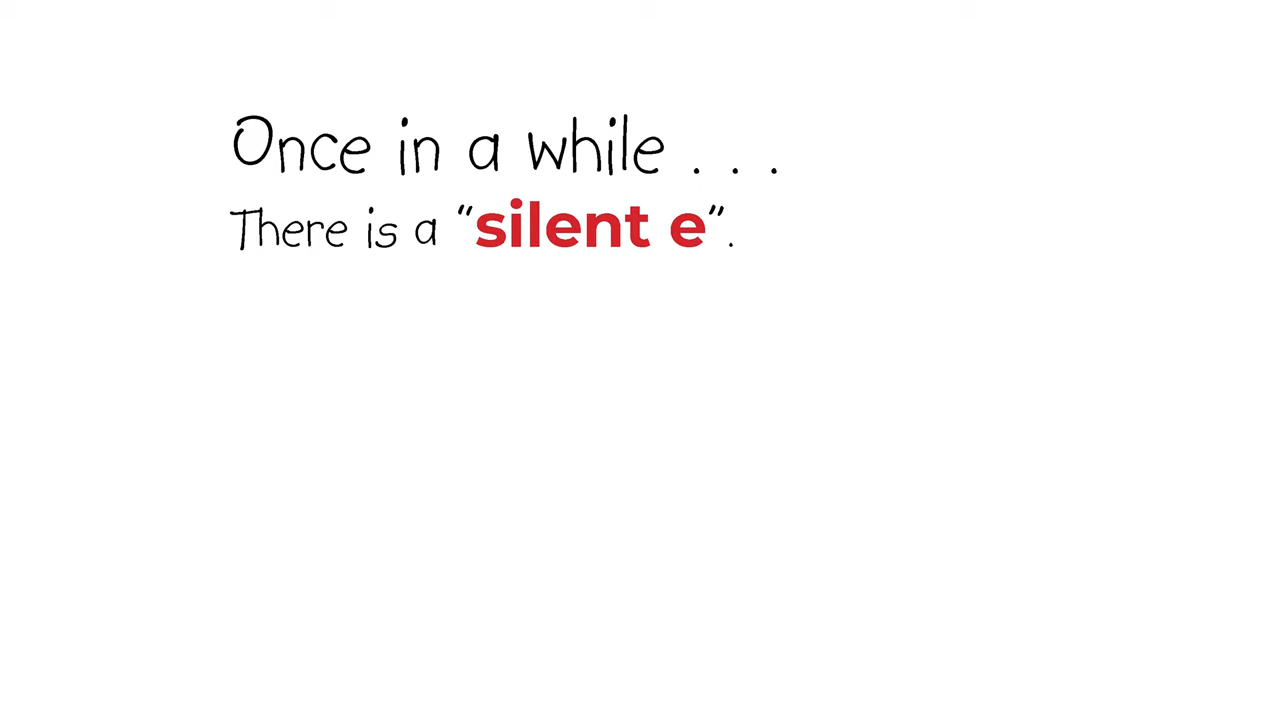 Once in a while . . .
There is a “silent e”.